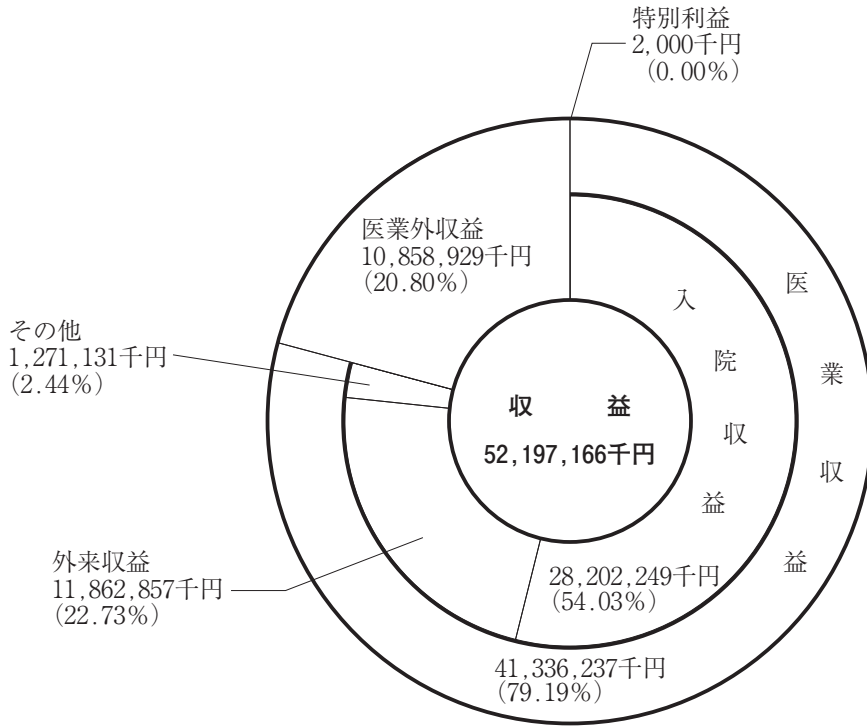 特別利益
2,000千円
(0.00%)
医業外収益
10,858,929千円
(20.80%)
その他
1,271,131千円
(2.44%)
収益
52,197,166千円
入院収益
28,202,249千円
(54.03%)
外来収益
11,862,857千円
(22.73%)
医業収益
41,336,237千円
(79.19%)